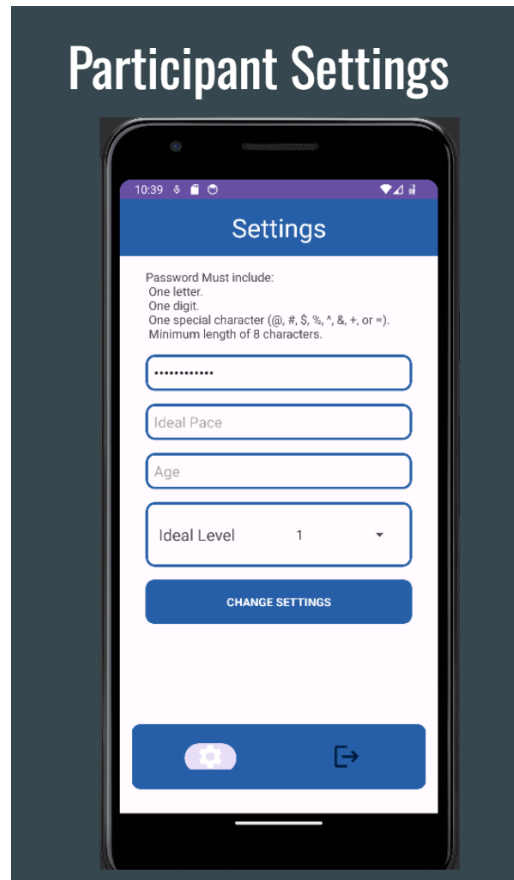 Participant Settings
10:39
Settings
Password Must include:
One letter.
One digit.
One special character (@, #, $, %, ^, &, +, or =).
Minimum length of 8 characters.
••••••••••••
Ideal Pace
Age
Ideal Level 1
CHANGE SETTINGS